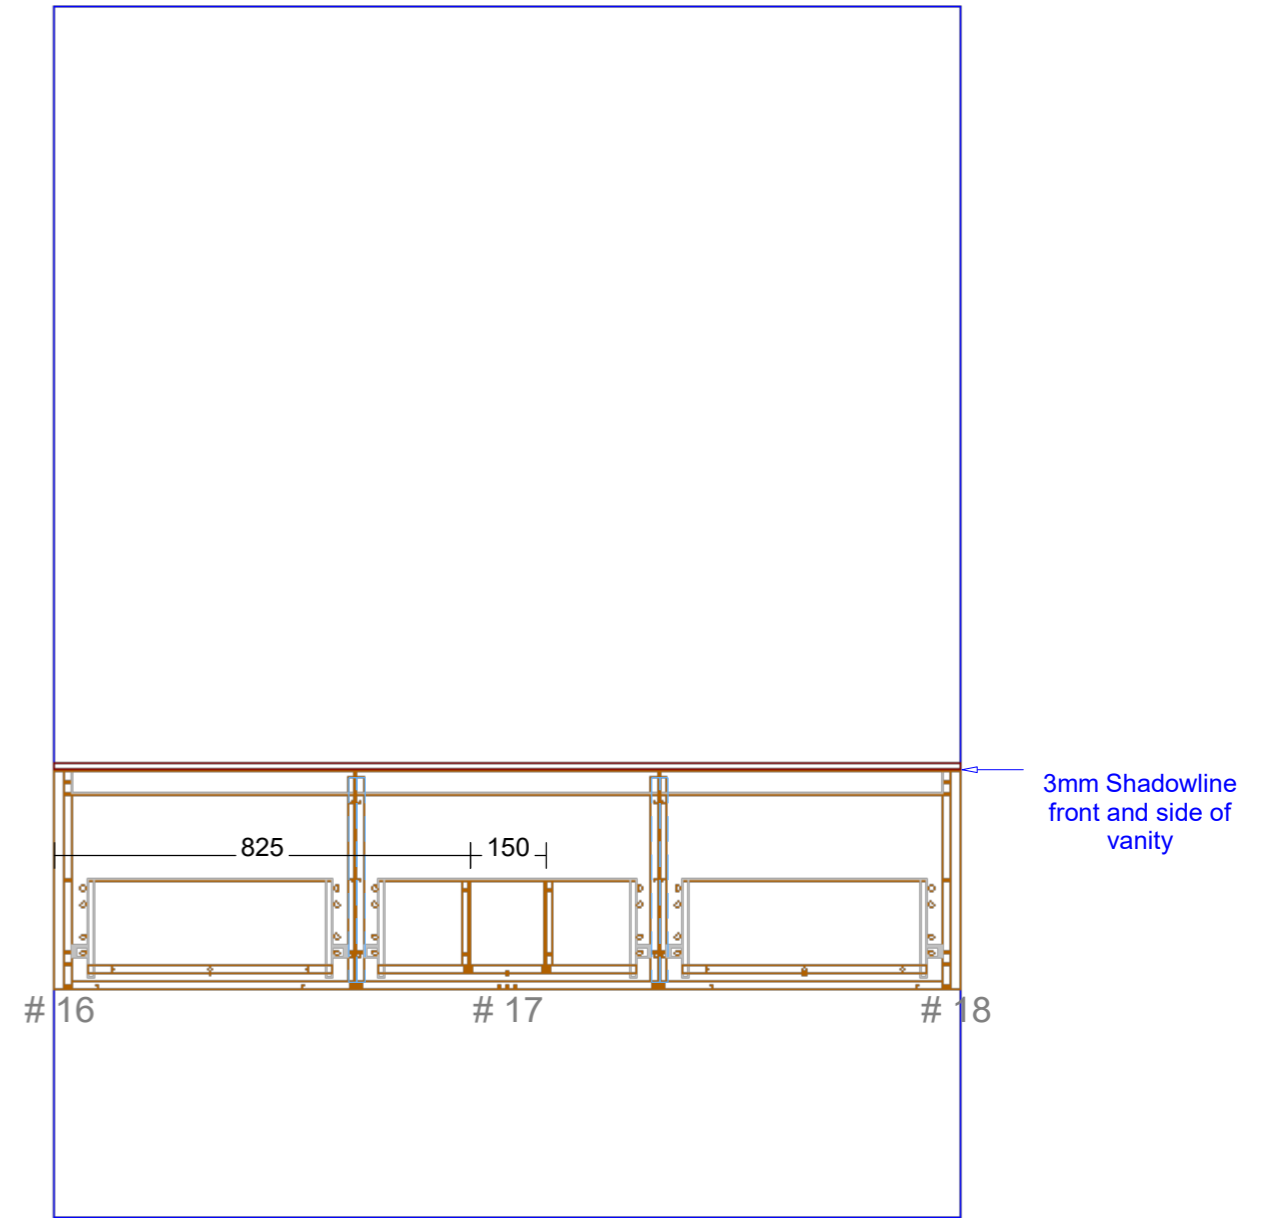 3mm Shadowline
front and side of
vanity
825
150
# 16
# 17
# 18